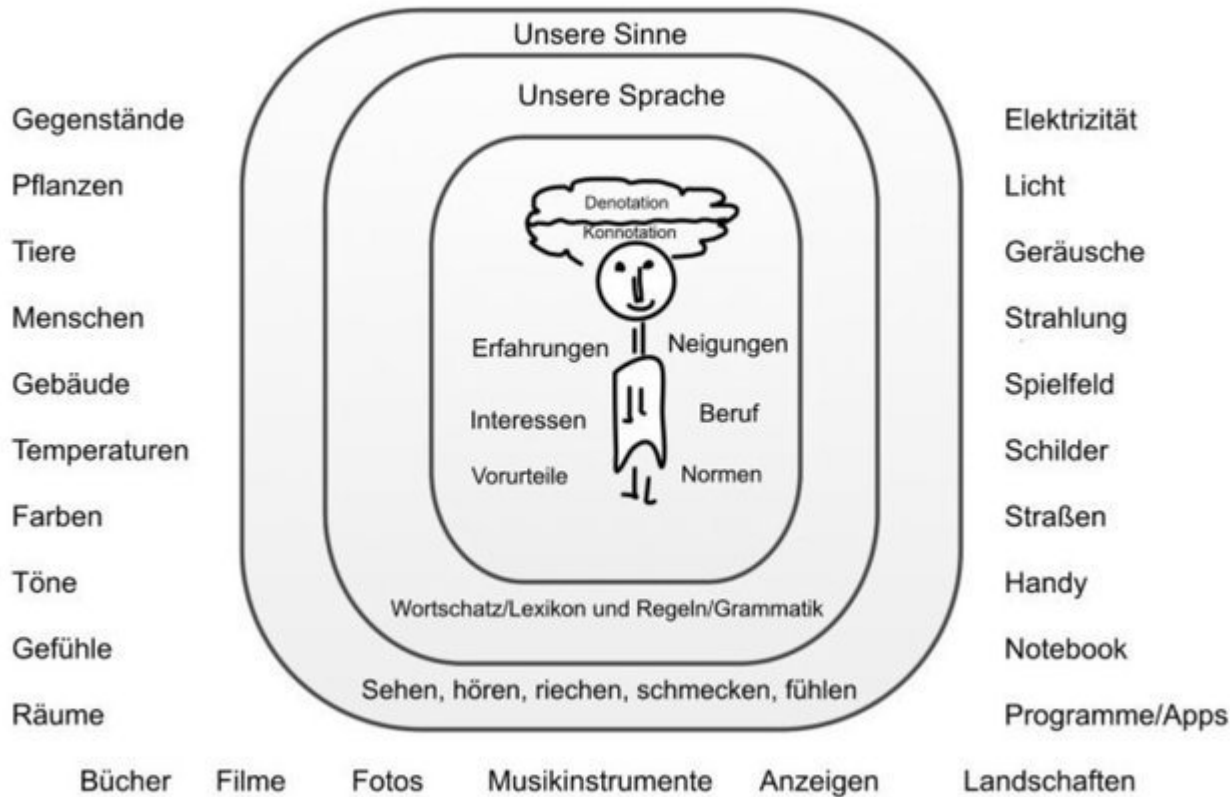 Unsere Sinne
Unsere Sprache
Gegenstände
Pflanzen
Tiere
Menschen
Gebäude
Temperaturen
Farben
Töne
Gefühle
Räume
Denotation
Konnotation
Erfahrungen Neigungen
Interessen Beruf
Vorurteile Normen
Wortschatz/Lexikon und Regeln/Grammatik
Sehen, hören, riechen, schmecken, fühlen
Elektrizität
Licht
Geräusche
Strahlung
Spielfeld
Schilder
Straßen
Handy
Notebook
Programme/Apps
Bücher Filme Fotos Musikinstrumente Anzeigen Landschaften